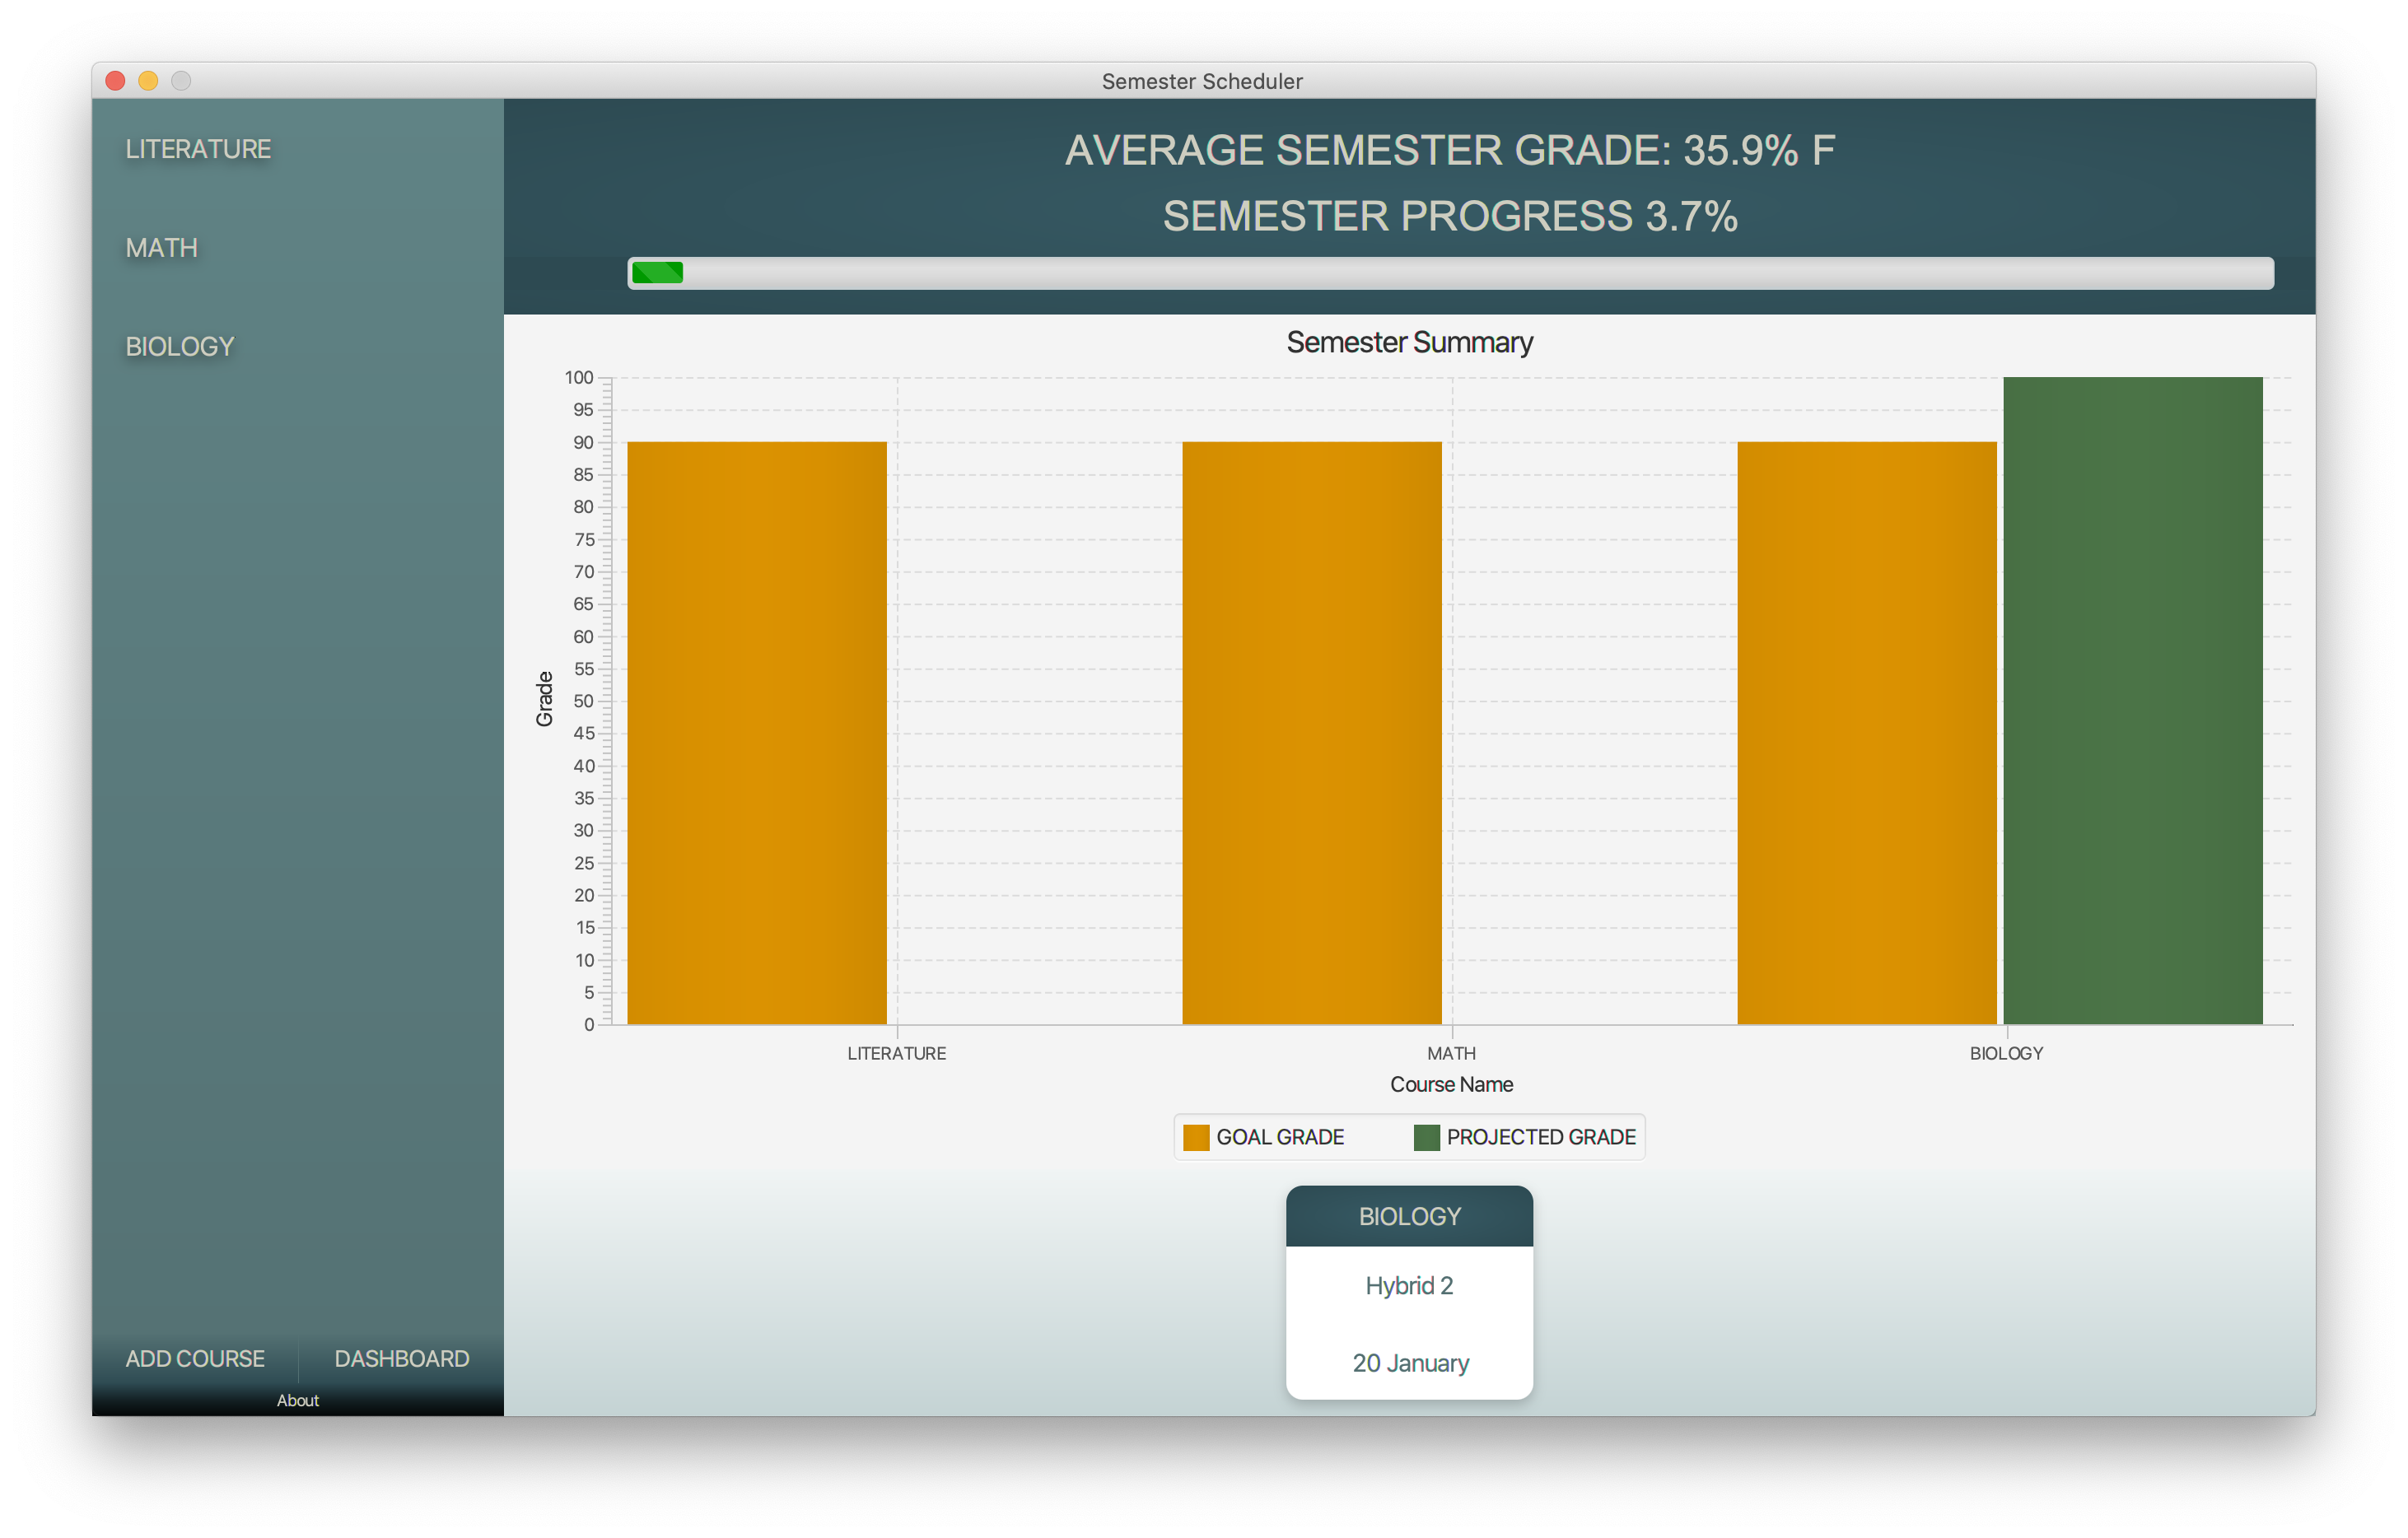 Semester Scheduler
LITERATURE
MATH
BIOLOGY
ADD COURSE
DASHBOARD
About
AVERAGE SEMESTER GRADE: 35.9% F
SEMESTER PROGRESS 3.7%
Semester Summary
Grade
100
95
90
85
80
75
70
65
60
55
50
45
40
35
30
25
20
15
10
5
0
LITERATURE MATH BIOLOGY
Course Name
GOAL GRADE PROJECTED GRADE
BIOLOGY
Hybrid 2
20 January